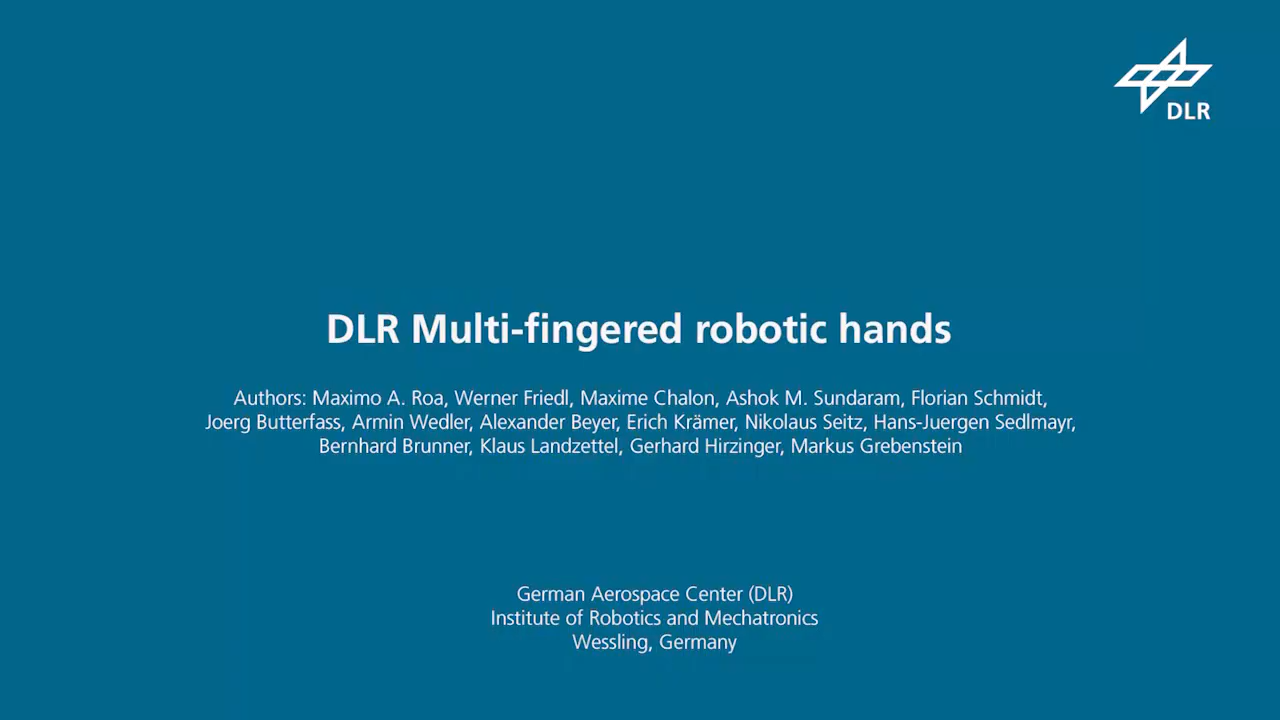 DLR
DLR Multi-fingered robotic hands
Authors: Maximo A. Roa, Werner Friedl, Maxime Chalon, Ashok M. Sundaram, Florian Schmidt,
Joerg Butterfass, Armin Wedler, Alexander Beyer, Erich Krämer, Nikolaus Seitz, Hans-Juergen Sedlmayr,
Bernhard Brunner, Klaus Landzettel, Gerhard Hirzinger, Markus Grebenstein
German Aerospace Center (DLR)
Institute of Robotics and Mechatronics
Wessling, Germany